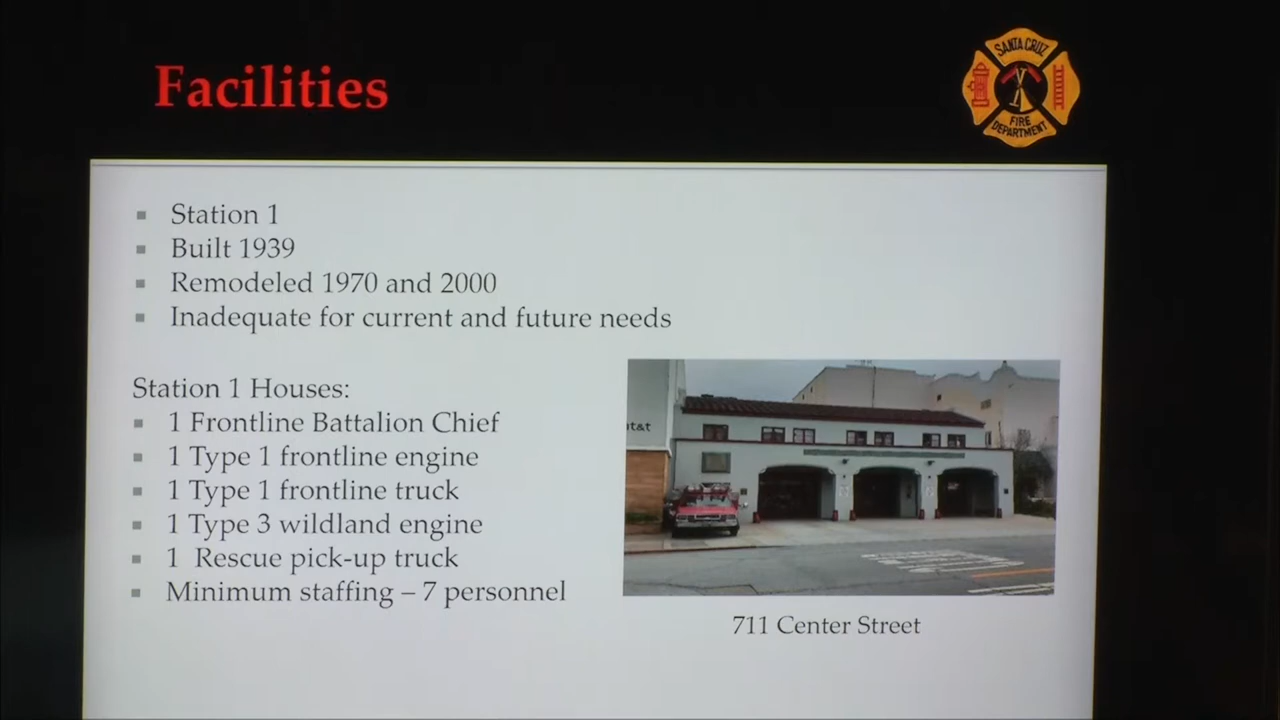 Facilities
SANTA CRUZ
FIRE
DEPARTMENT
Station 1
Built 1939
Remodeled 1970 and 2000
Inadequate for current and future needs
Station 1 Houses:
1 Frontline Battalion Chief
1 Type 1 frontline engine
1 Type 1 frontline truck
1 Type 3 wildland engine
1 Rescue pick-up truck
Minimum staffing – 7 personnel
at&t
711 Center Street